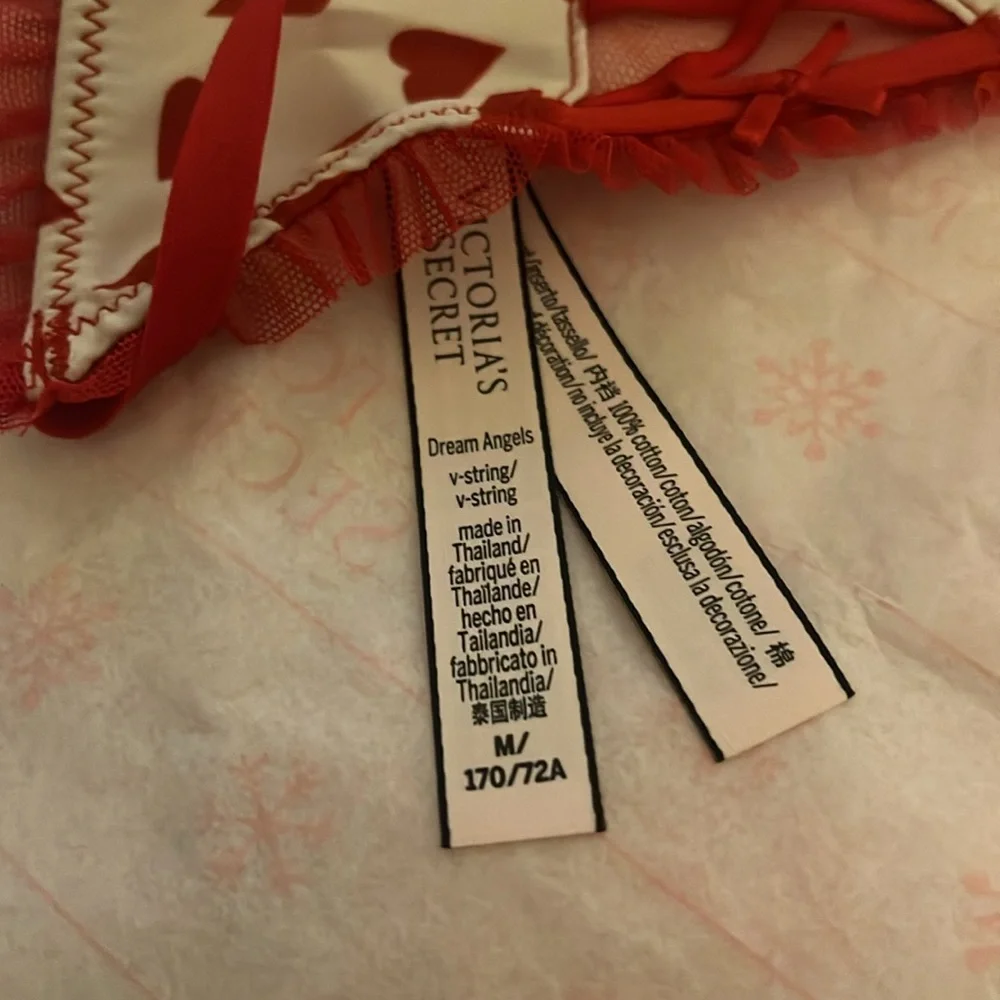 VICTORIA'S
SECRET
Dream Angels
v-string/
v-string
made in
Thailand/
fabriqué en
Thaïlande/
hecho en
Tailandia/
fabbricato in
Thailandia/
泰国制造
M/
170/72A
inserto/tassello/ 内裆 100% cotton/coton/algodón/cotone/ 棉
décoration/no incluye la decoración/esclusa la decorazione/